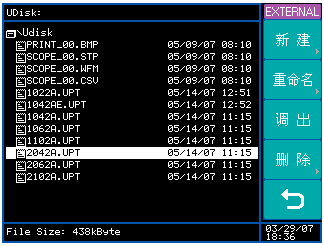 UDisk:
EXTERNAL
\Udisk
PRINT_00.BMP 05/09/07 08:10
SCOPE_00.STP 05/09/07 08:10
SCOPE_00.WFM 05/09/07 08:10
SCOPE_00.CSV 05/09/07 08:10
1022A.UPT 05/14/07 12:51
1042AE.UPT 05/14/07 12:52
1042A.UPT 05/14/07 11:15
1062A.UPT 05/14/07 11:15
1102A.UPT 05/14/07 11:15
2042A.UPT 05/14/07 11:15
2062A.UPT 05/14/07 11:15
2102A.UPT 05/14/07 11:15
新 建
重命名
调 出
删 除
File Size: 438kByte
03/29/07
18:36